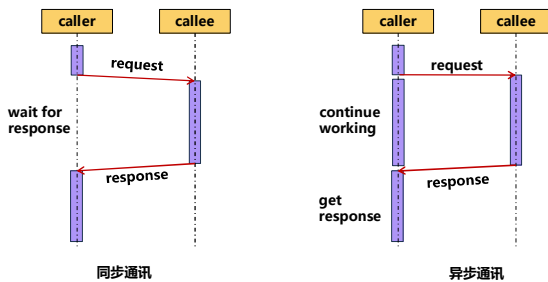 caller
callee
request
wait for
response
response
同步通讯
caller
callee
request
continue
working
response
get
response
异步通讯